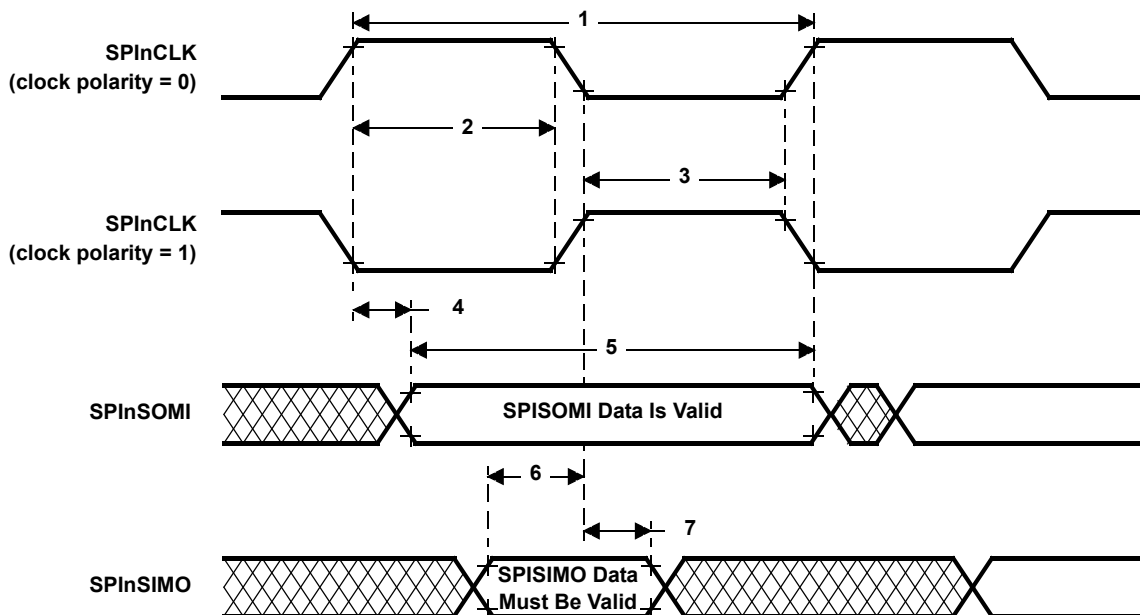 1
SPInCLK
(clock polarity = 0)
2
3
SPInCLK
(clock polarity = 1)
4
5
SPInSOMI
SPISOMI Data Is Valid
6
7
SPInSIMO
SPISIMO Data
Must Be Valid